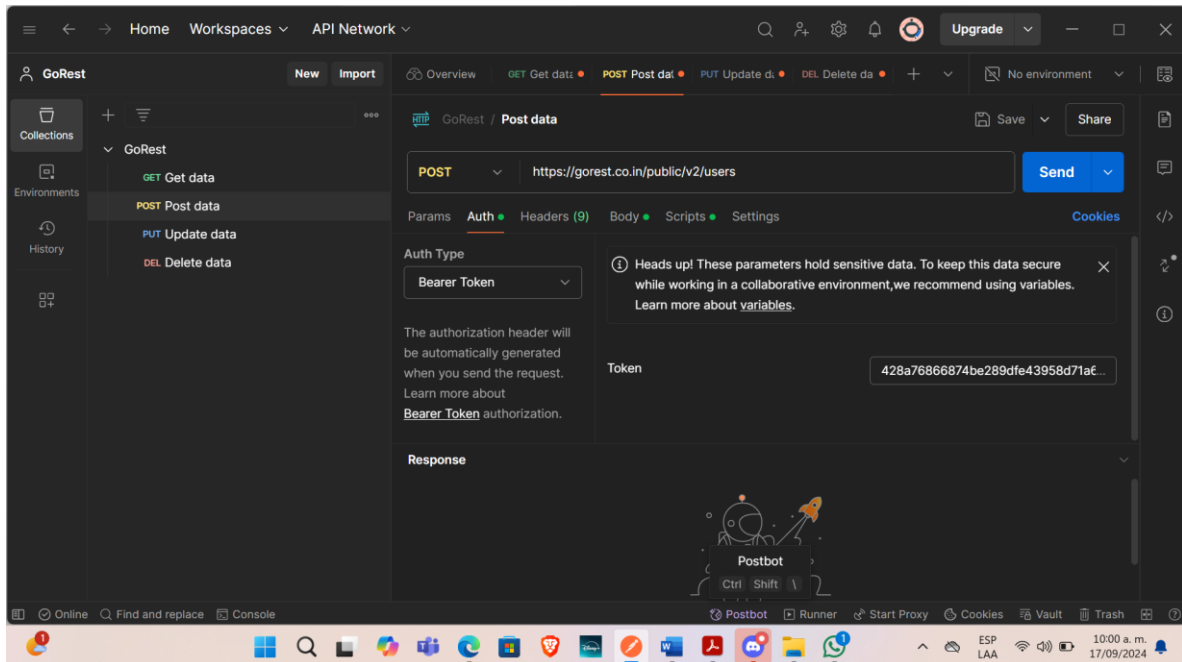 Home Workspaces API Network Upgrade
GoRest New Import
Overview GET Get data POST Post dat PUT Update d DEL Delete da No environment
Collections
HTTP GoRest / Post data Save Share
GoRest
GET Get data
POST https://gorest.co.in/public/v2/users Send
Environments
POST Post data
Params Auth Headers (9) Body Scripts Settings Cookies
PUT Update data
History
DEL Delete data
Auth Type
Bearer Token
Heads up! These parameters hold sensitive data. To keep this data secure
while working in a collaborative environment,we recommend using variables.
Learn more about variables.
The authorization header will
be automatically generated
when you send the request.
Learn more about
Bearer Token authorization.
Token 428a76866874be289dfe43958d71a6...
Response
Postbot
Ctrl Shift \
Online Find and replace Console Postbot Runner Start Proxy Cookies Vault Trash
1
ESP
LAA
10:00 a. m.
17/09/2024